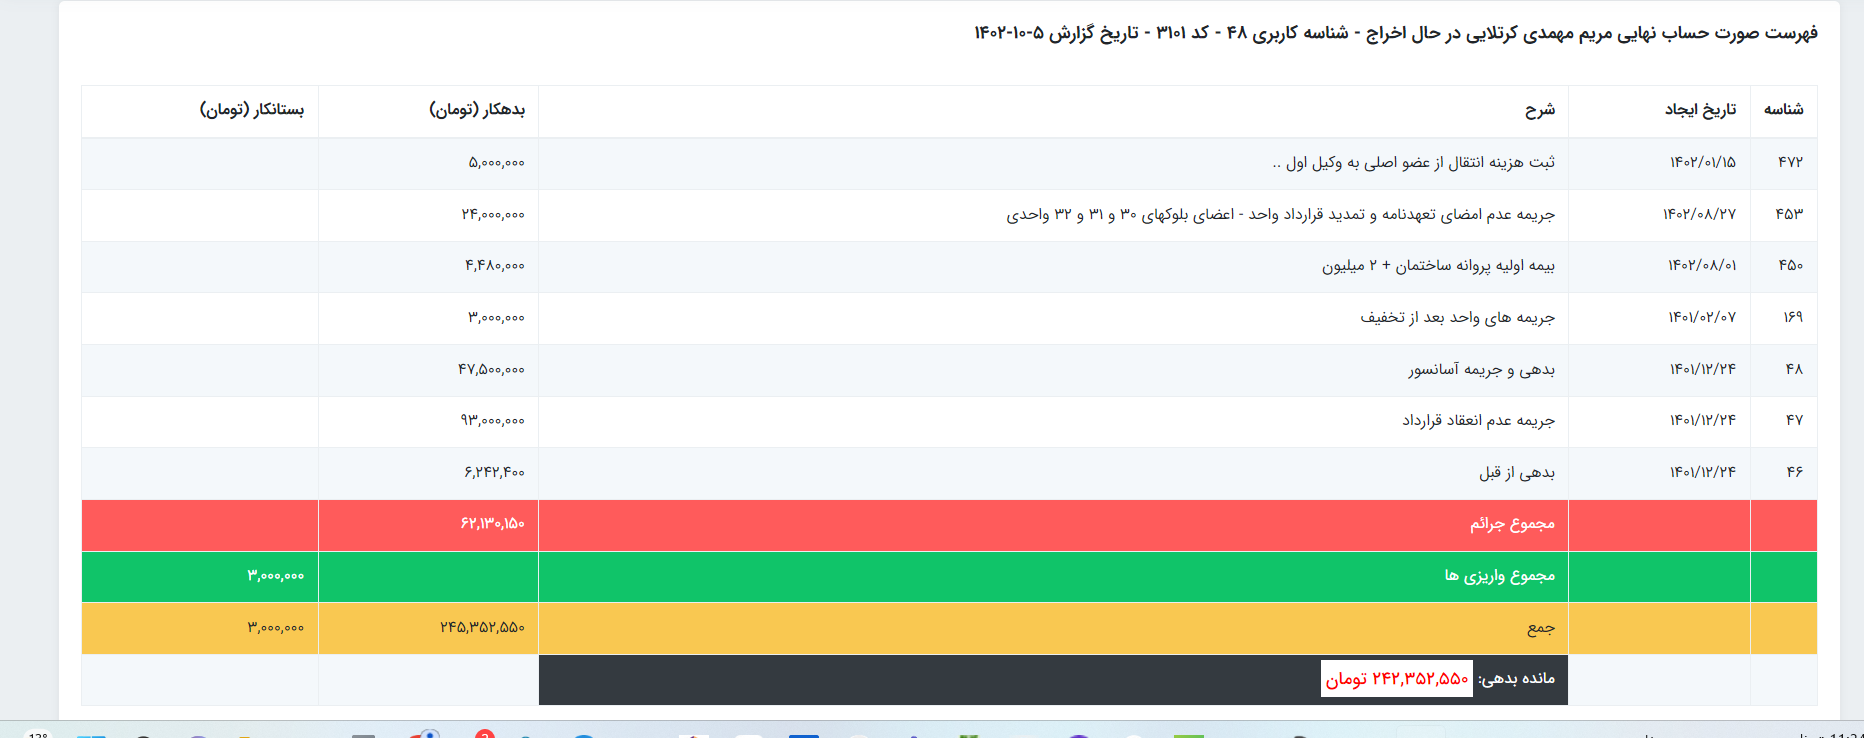 فهرست صورت حساب نهایی مریم مهمدی کرتلایی در حال اخراج - شناسه کاربری ۴۸ - کد ۳۱۰۱ - تاریخ گزارش ۵-۱۰-۱۴۰۲
شناسه تاریخ ایجاد شرح بدهکار (تومان) بستانکار (تومان)
۴۷۲ ۱۴۰۲/۰۱/۱۵ ثبت هزینه انتقال از عضو اصلی به وکیل اول .. ۵,۰۰۰,۰۰۰
۴۵۳ ۱۴۰۲/۰۸/۲۷ جریمه عدم امضای تعهدنامه و تمدید قرارداد واحد - اعضای بلوکهای ۳۰ و ۳۱ و ۳۲ واحدی ۲۴,۰۰۰,۰۰۰
۴۵۰ ۱۴۰۲/۰۸/۰۱ بیمه اولیه پروانه ساختمان + ۲ میلیون ۴,۴۸۰,۰۰۰
۱۶۹ ۱۴۰۱/۰۲/۰۷ جریمه های واحد بعد از تخفیف ۳,۰۰۰,۰۰۰
۴۸ ۱۴۰۱/۱۲/۲۴ بدهی و جریمه آسانسور ۴۷,۵۰۰,۰۰۰
۴۷ ۱۴۰۱/۱۲/۲۴ جریمه عدم انعقاد قرارداد ۹۳,۰۰۰,۰۰۰
۴۶ ۱۴۰۱/۱۲/۲۴ بدهی از قبل ۶,۲۴۲,۴۰۰
مجموع جرائم ۶۲,۱۳۰,۱۵۰
مجموع واریزی ها ۳,۰۰۰,۰۰۰
جمع ۲۴۵,۳۵۲,۵۵۰ ۳,۰۰۰,۰۰۰
مانده بدهی: ۲۴۲,۳۵۲,۵۵۰ تومان